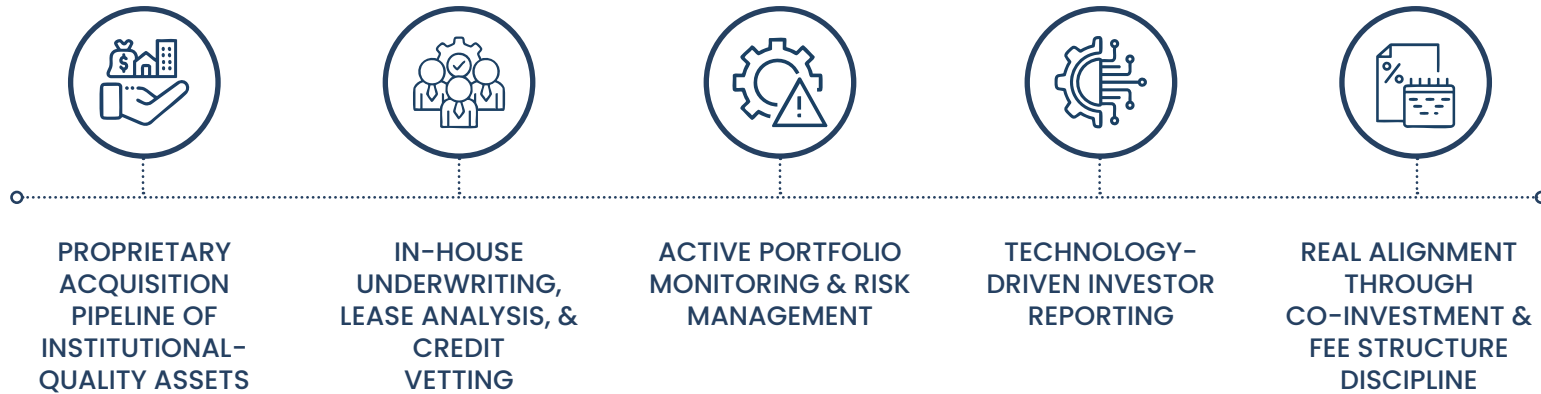 PROPRIETARY
ACQUISITION
PIPELINE OF
INSTITUTIONAL-
QUALITY ASSETS
IN-HOUSE
UNDERWRITING,
LEASE ANALYSIS, &
CREDIT
VETTING
ACTIVE PORTFOLIO
MONITORING & RISK
MANAGEMENT
TECHNOLOGY-
DRIVEN INVESTOR
REPORTING
REAL ALIGNMENT
THROUGH
CO-INVESTMENT &
FEE STRUCTURE
DISCIPLINE